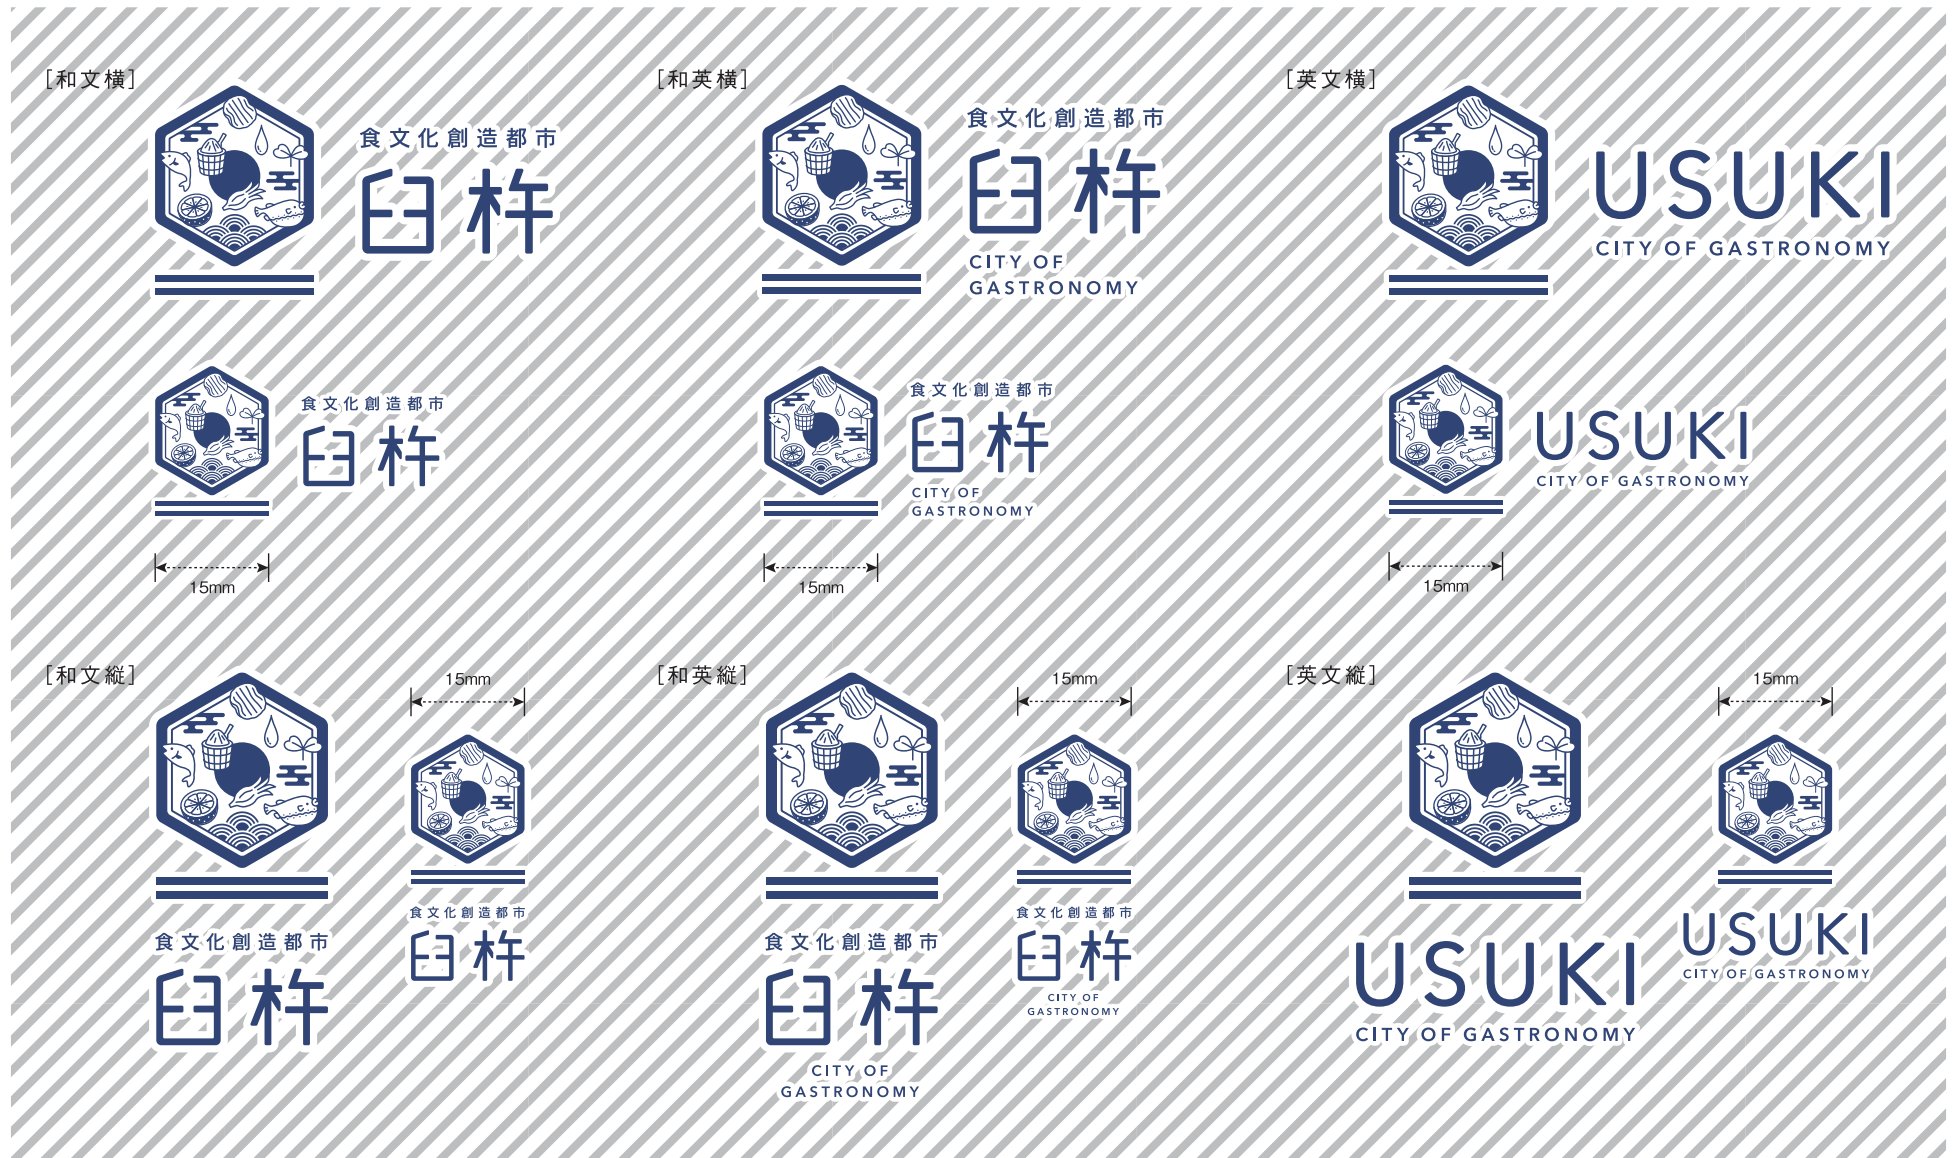 [和文横]
食文化創造都市
臼杵
食文化創造都市
臼杵
15mm
[和英横]
食文化創造都市
臼杵
CITY OF
GASTRONOMY
食文化創造都市
臼杵
CITY OF
GASTRONOMY
15mm
[英文横]
USUKI
CITY OF GASTRONOMY
USUKI
CITY OF GASTRONOMY
15mm
[和文縦]
食文化創造都市
臼杵
15mm
食文化創造都市
臼杵
[和英縦]
食文化創造都市
臼杵
CITY OF
GASTRONOMY
15mm
食文化創造都市
臼杵
CITY OF
GASTRONOMY
[英文縦]
USUKI
CITY OF GASTRONOMY
15mm
USUKI
CITY OF GASTRONOMY